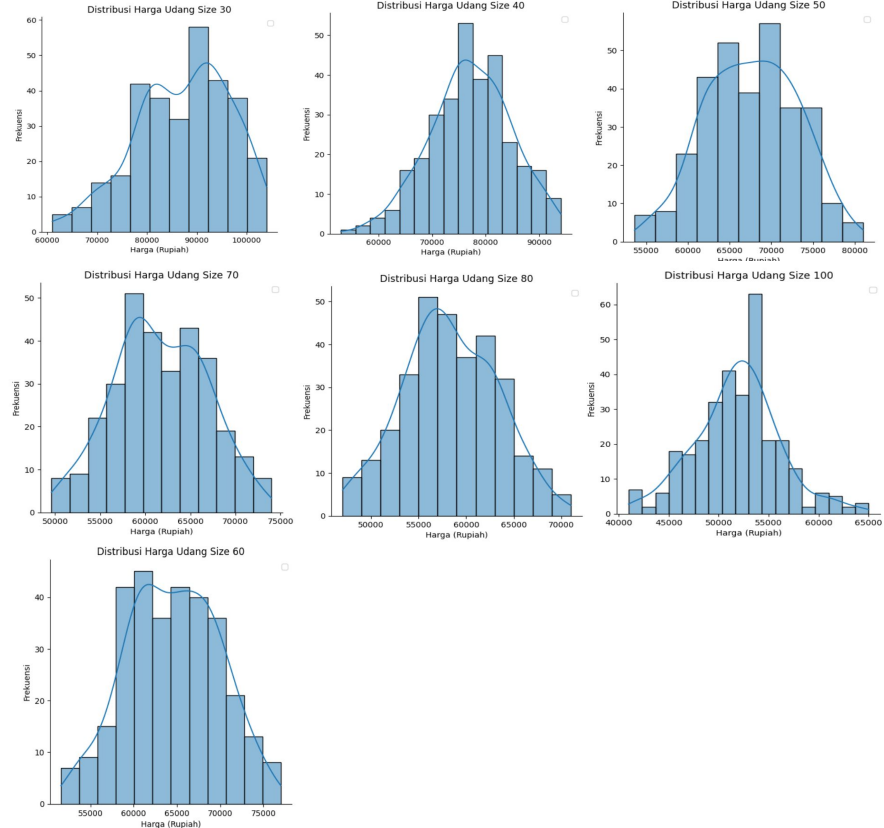 Distribusi Harga Udang Size 30
60
50
40
30
20
10
0
Frekuensi
60000 70000 80000 90000 100000
Harga (Rupiah)
Distribusi Harga Udang Size 40
50
40
30
20
10
0
Frekuensi
60000 70000 80000 90000
Harga (Rupiah)
Distribusi Harga Udang Size 50
50
40
30
20
10
0
Frekuensi
55000 60000 65000 70000 75000 80000
Harga (Rupiah)
Distribusi Harga Udang Size 70
50
40
30
20
10
0
Frekuensi
50000 55000 60000 65000 70000 75000
Harga (Rupiah)
Distribusi Harga Udang Size 80
50
40
30
20
10
0
Frekuensi
50000 55000 60000 65000 70000
Harga (Rupiah)
Distribusi Harga Udang Size 100
60
50
40
30
20
10
0
Frekuensi
40000 45000 50000 55000 60000 65000
Harga (Rupiah)
Distribusi Harga Udang Size 60
40
30
20
10
0
Frekuensi
55000 60000 65000 70000 75000
Harga (Rupiah)